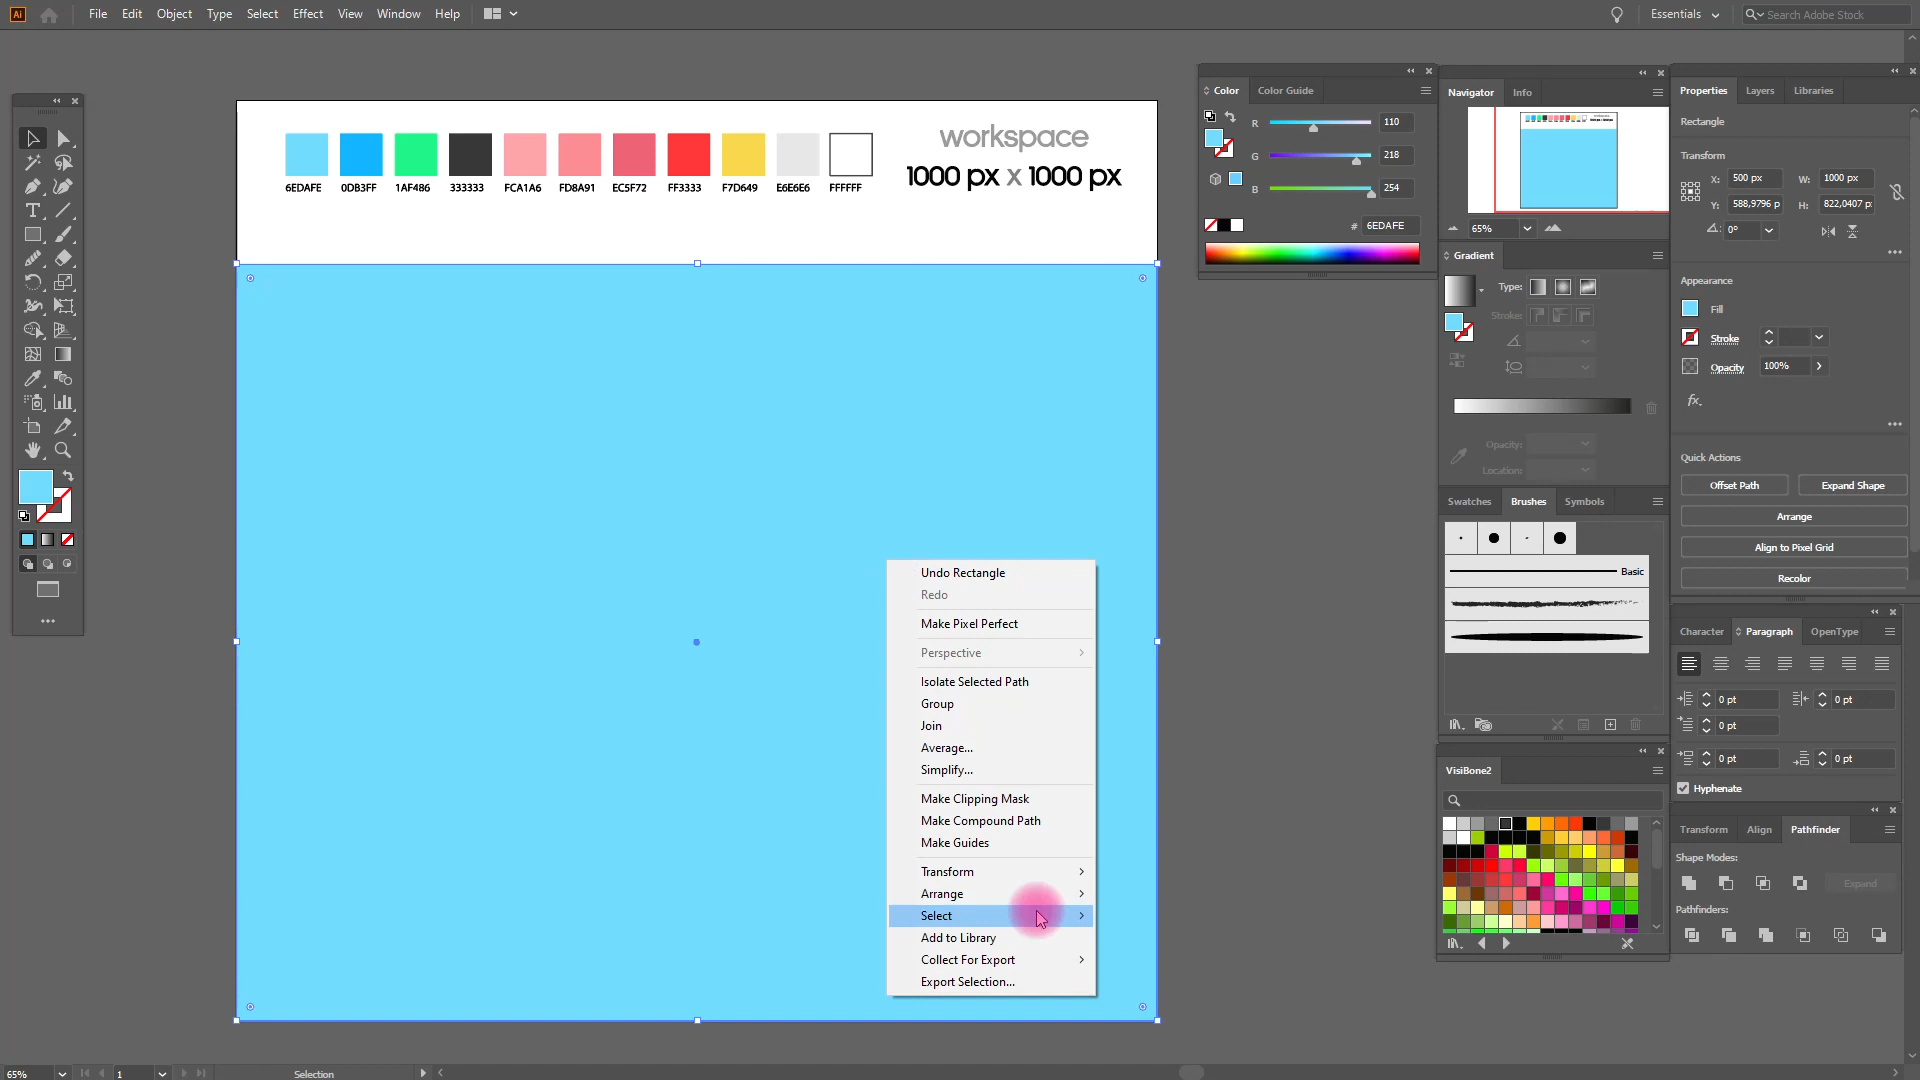 Ai
File Edit Object Type Select Effect View Window Help
Essentials
Search Adobe Stock
6EDAFE 0DB3FF 1AF486 333333 FCA1A6 FD8A91 EC5F72 FF3333 F7D649 E6E6E6 FFFFFF
workspace
1000 px x 1000 px
Undo Rectangle
Redo
Make Pixel Perfect
Perspective
Isolate Selected Path
Group
Join
Average...
Simplify...
Make Clipping Mask
Make Compound Path
Make Guides
Transform
Arrange
Select
Add to Library
Collect For Export
Export Selection...
Color Color Guide
R 110
G 218
B 254
# 6EDAFE
Navigator Info
65%
Gradient
Type:
Stroke:
Opacity:
Location:
Swatches Brushes Symbols
Basic
VisiBone2
Properties Layers Libraries
Rectangle
Transform
X: 500 px W: 1000 px
Y: 588,9796 p H: 822,0407 p
0°
Appearance
Fill
Stroke
Opacity 100%
fx.
Quick Actions
Offset Path Expand Shape
Arrange
Align to Pixel Grid
Recolor
Character Paragraph OpenType
0 pt 0 pt
0 pt
0 pt 0 pt
Hyphenate
Transform Align Pathfinder
Shape Modes:
Expand
Pathfinders:
65% 1 Selection